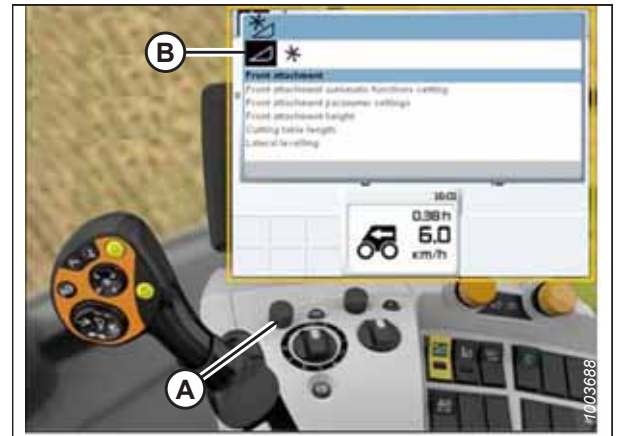 B
Front attachment
Front attachment automatic functions setting
Front attachment parameter settings
Front attachment height
Cutting table length
Lateral levelling
16:01
0.38 h
6.0
km/h
A
1003688